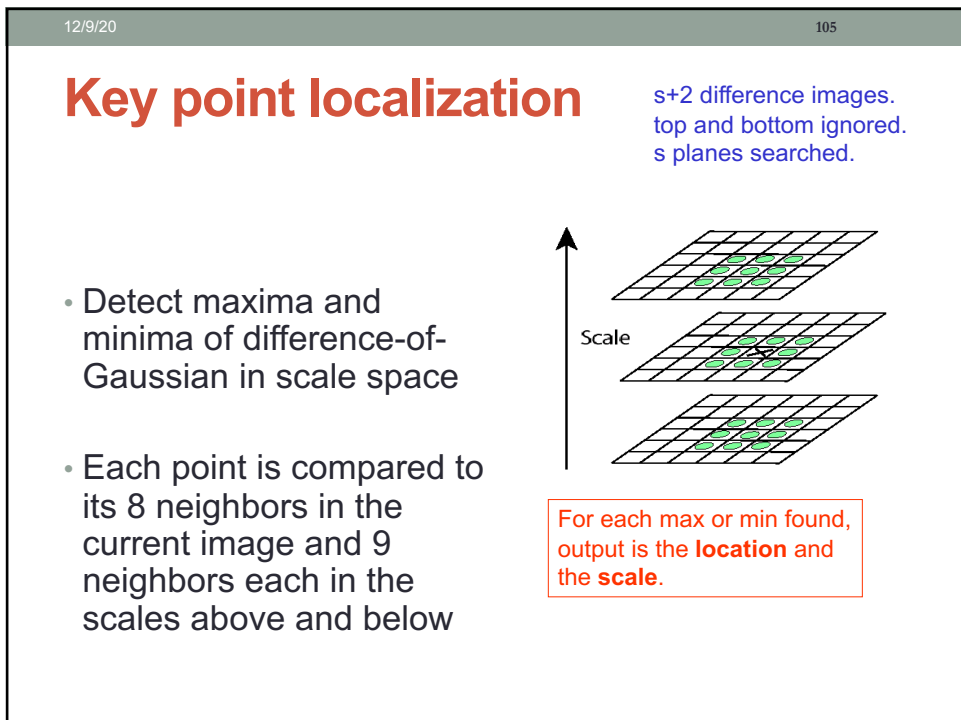 12/9/20
105
Key point localization
s+2 difference images.
top and bottom ignored.
s planes searched.
• Detect maxima and
minima of difference-of-
Gaussian in scale space
• Each point is compared to
its 8 neighbors in the
current image and 9
neighbors each in the
scales above and below
Scale
For each max or min found,
output is the location and
the scale.